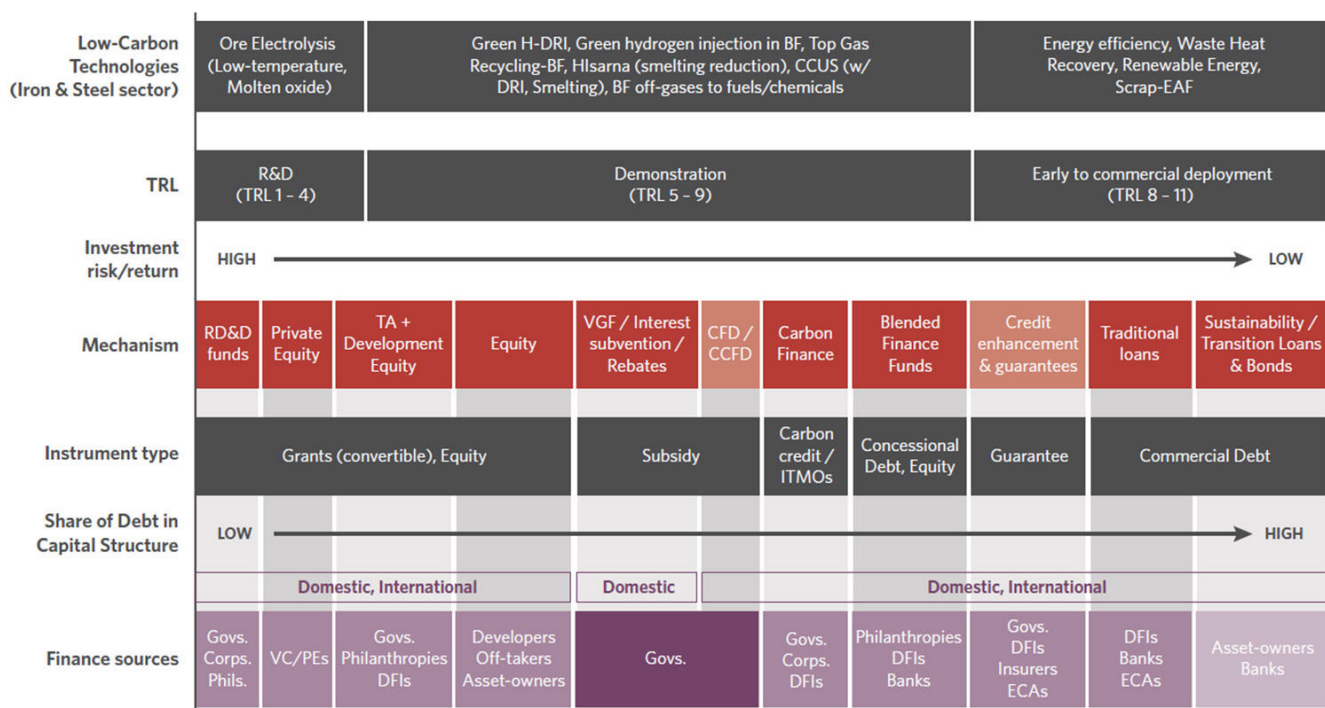 Low-Carbon
Technologies
(Iron & Steel sector)
Ore Electrolysis
(Low-temperature,
Molten oxide)
Green H-DRI, Green hydrogen injection in BF, Top Gas
Recycling-BF, HIsarna (smelting reduction), CCUS (w/
DRI, Smelting), BF off-gases to fuels/chemicals
Energy efficiency, Waste Heat
Recovery, Renewable Energy,
Scrap-EAF
TRL
R&D
(TRL 1 – 4)
Demonstration
(TRL 5 – 9)
Early to commercial deployment
(TRL 8 – 11)
Investment
risk/return
HIGH
LOW
Mechanism
RD&D
funds
Private
Equity
TA +
Development
Equity
Equity
VGF / Interest
subvention /
Rebates
CFD /
CCFD
Carbon
Finance
Blended
Finance
Funds
Credit
enhancement
& guarantees
Traditional
loans
Sustainability /
Transition Loans
& Bonds
Instrument type
Grants (convertible), Equity
Subsidy
Carbon
credit /
ITMOs
Concessional
Debt, Equity
Guarantee
Commercial Debt
Share of Debt in
Capital Structure
LOW
HIGH
Domestic, International
Domestic
Domestic, International
Finance sources
Govs.
Corps.
Phils.
VC/PEs
Govs.
Philanthropies
DFIs
Developers
Off-takers
Asset-owners
Govs.
Govs.
Corps.
DFIs
Philanthropies
DFIs
Banks
Govs.
DFIs
Insurers
ECAs
DFIs
Banks
ECAs
Asset-owners
Banks